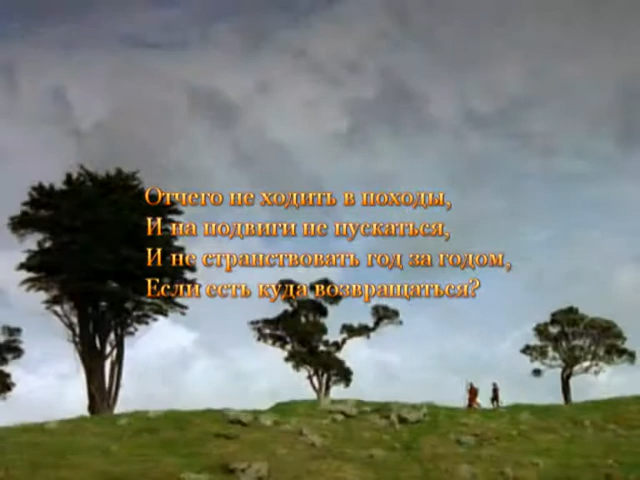 Отчего не ходить в походы,
И на подвиги не пускаться,
И не странствовать год за годом,
Если есть куда возвращаться?